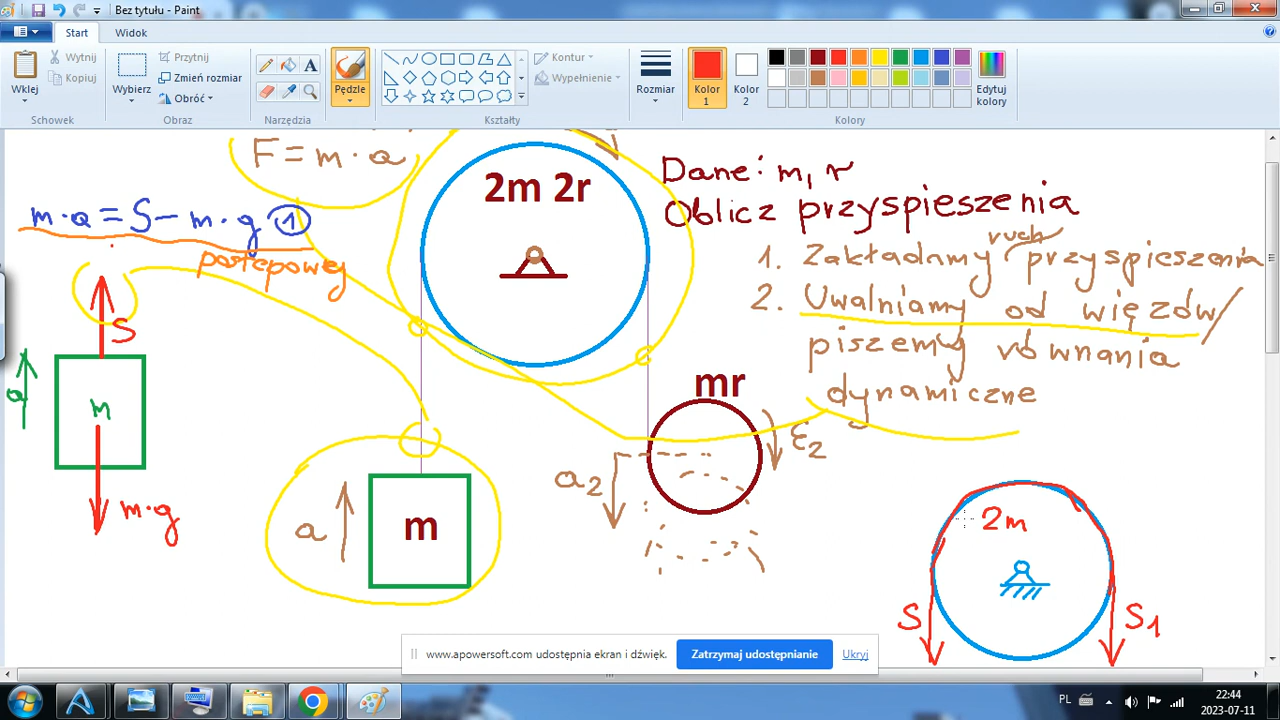 Bez tytułu - Paint
Start Widok
Wklej
Wytnij
Kopiuj
Schowek
Wybierz
Przytnij
Zmień rozmiar
Obróć
Obraz
Narzędzia
Pędzle
Kształty
Kontur
Wypełnienie
Rozmiar
Kolor 1
Kolor 2
Edytuj kolory
Kolory
F = m · a
2m 2r
Dane: m, r
Oblicz przyspieszenia
m·a = S - m·g 1
postępowej
ruch
1. Zakładamy przyspieszenia
2. Uwalniamy od więzów/
piszemy równania
dynamiczne
S
a
m
m·g
mr
ε2
a2
a
m
2m
S
S1
www.apowersoft.com udostępnia ekran i dźwięk.
Zatrzymaj udostępnianie
Ukryj
PL
22:44
2023-07-11